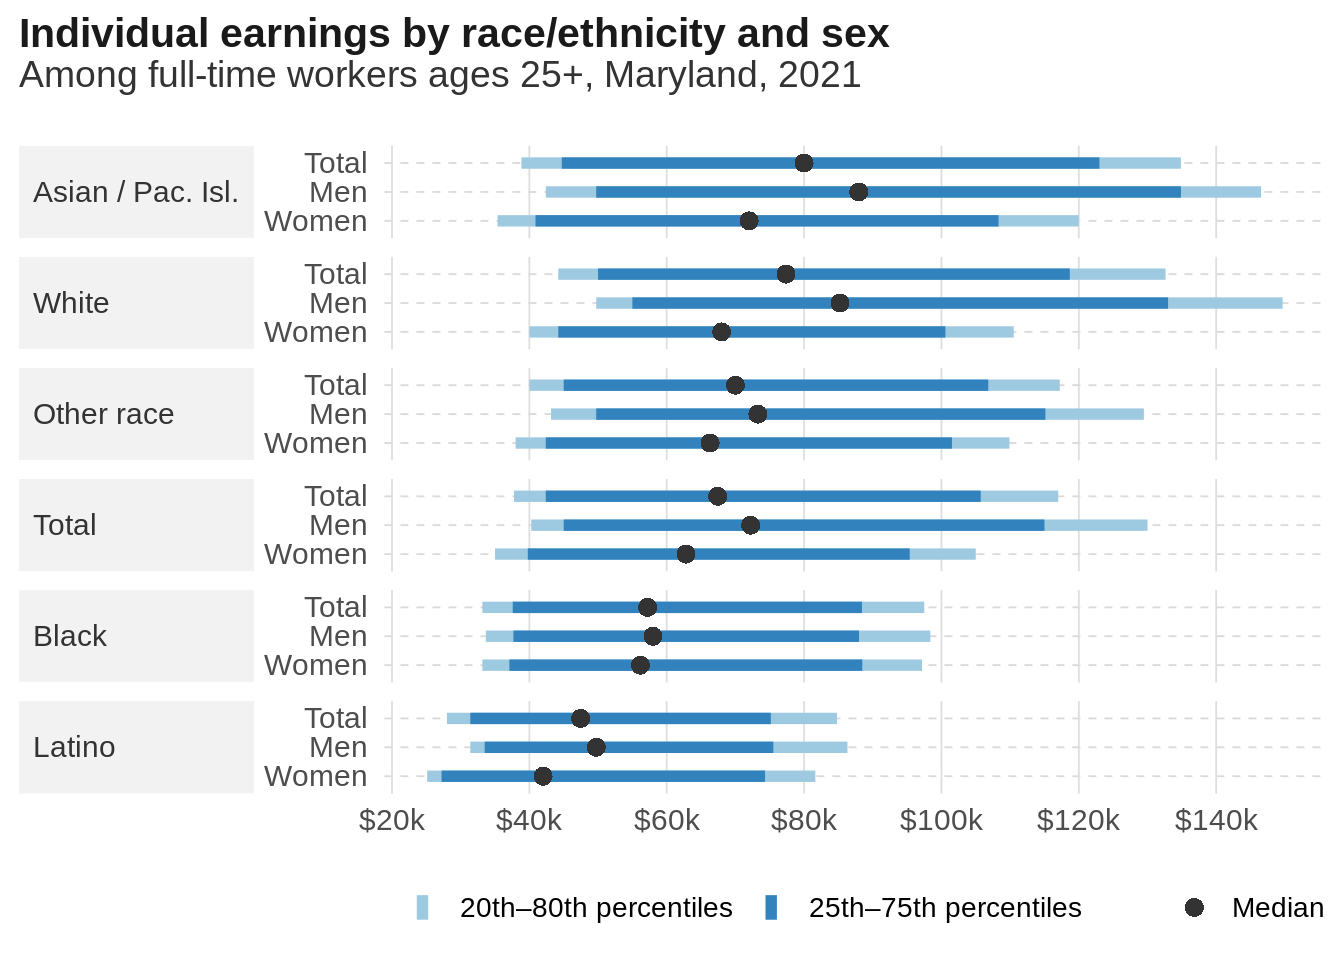 Individual earnings by race/ethnicity and sex
Among full-time workers ages 25+, Maryland, 2021
Asian / Pac. Isl.
Total
Men
Women
White
Total
Men
Women
Other race
Total
Men
Women
Total
Total
Men
Women
Black
Total
Men
Women
Latino
Total
Men
Women
$20k $40k $60k $80k $100k $120k $140k
20th–80th percentiles 25th–75th percentiles Median